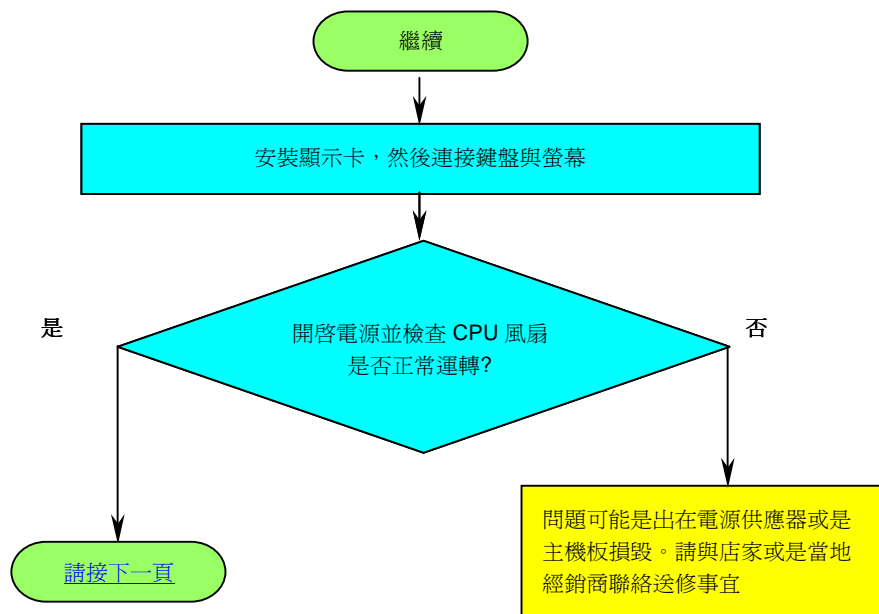 繼續
安裝顯示卡，然後連接鍵盤與螢幕
是
否
開啓電源並檢查 CPU 風扇
是否正常運轉?
問題可能是出在電源供應器或是
主機板損毀。請與店家或是當地
經銷商聯絡送修事宜
請接下一頁